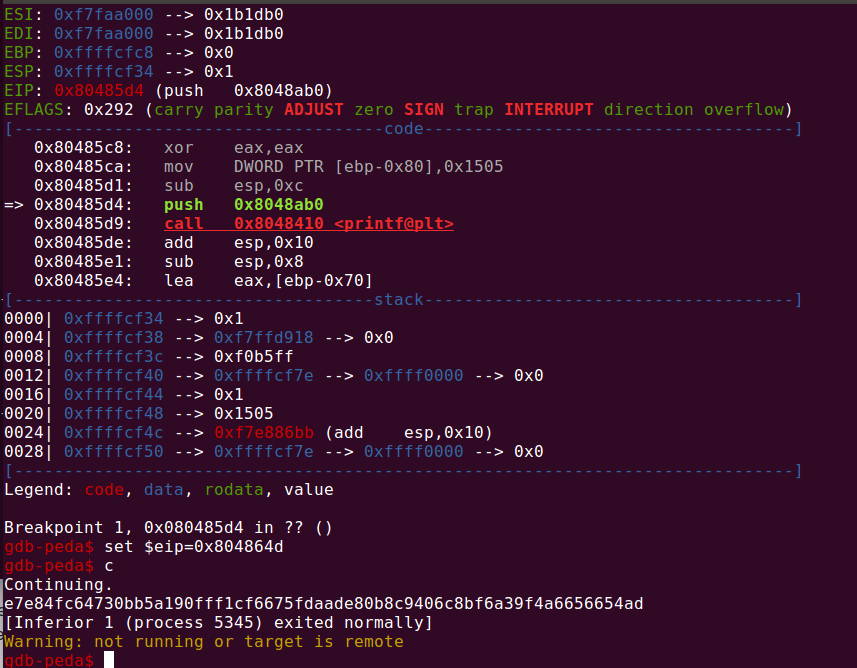 ESI: 0xf7faa000 --> 0x1b1db0
EDI: 0xf7faa000 --> 0x1b1db0
EBP: 0xffffcfc8 --> 0x0
ESP: 0xffffcf34 --> 0x1
EIP: 0x80485d4 (push   0x8048ab0)
EFLAGS: 0x292 (carry parity ADJUST zero SIGN trap INTERRUPT direction overflow)
[-------------------------------------code-------------------------------------]
   0x80485c8:	xor    eax,eax
   0x80485ca:	mov    DWORD PTR [ebp-0x80],0x1505
   0x80485d1:	sub    esp,0xc
=> 0x80485d4:	push   0x8048ab0
   0x80485d9:	call   0x8048410 <printf@plt>
   0x80485de:	add    esp,0x10
   0x80485e1:	sub    esp,0x8
   0x80485e4:	lea    eax,[ebp-0x70]
[------------------------------------stack-------------------------------------]
0000| 0xffffcf34 --> 0x1
0004| 0xffffcf38 --> 0xf7ffd918 --> 0x0
0008| 0xffffcf3c --> 0xf0b5ff
0012| 0xffffcf40 --> 0xffffcf7e --> 0xffff0000 --> 0x0
0016| 0xffffcf44 --> 0x1
0020| 0xffffcf48 --> 0x1505
0024| 0xffffcf4c --> 0xf7e886bb (add    esp,0x10)
0028| 0xffffcf50 --> 0xffffcf7e --> 0xffff0000 --> 0x0
[------------------------------------------------------------------------------]
Legend: code, data, rodata, value
Breakpoint 1, 0x080485d4 in ?? ()
gdb-peda$ set $eip=0x804864d
gdb-peda$ c
Continuing.
e7e84fc64730bb5a190fff1cf6675fdaade80b8c9406c8bf6a39f4a6656654ad
[Inferior 1 (process 5345) exited normally]
Warning: not running or target is remote
gdb-peda$